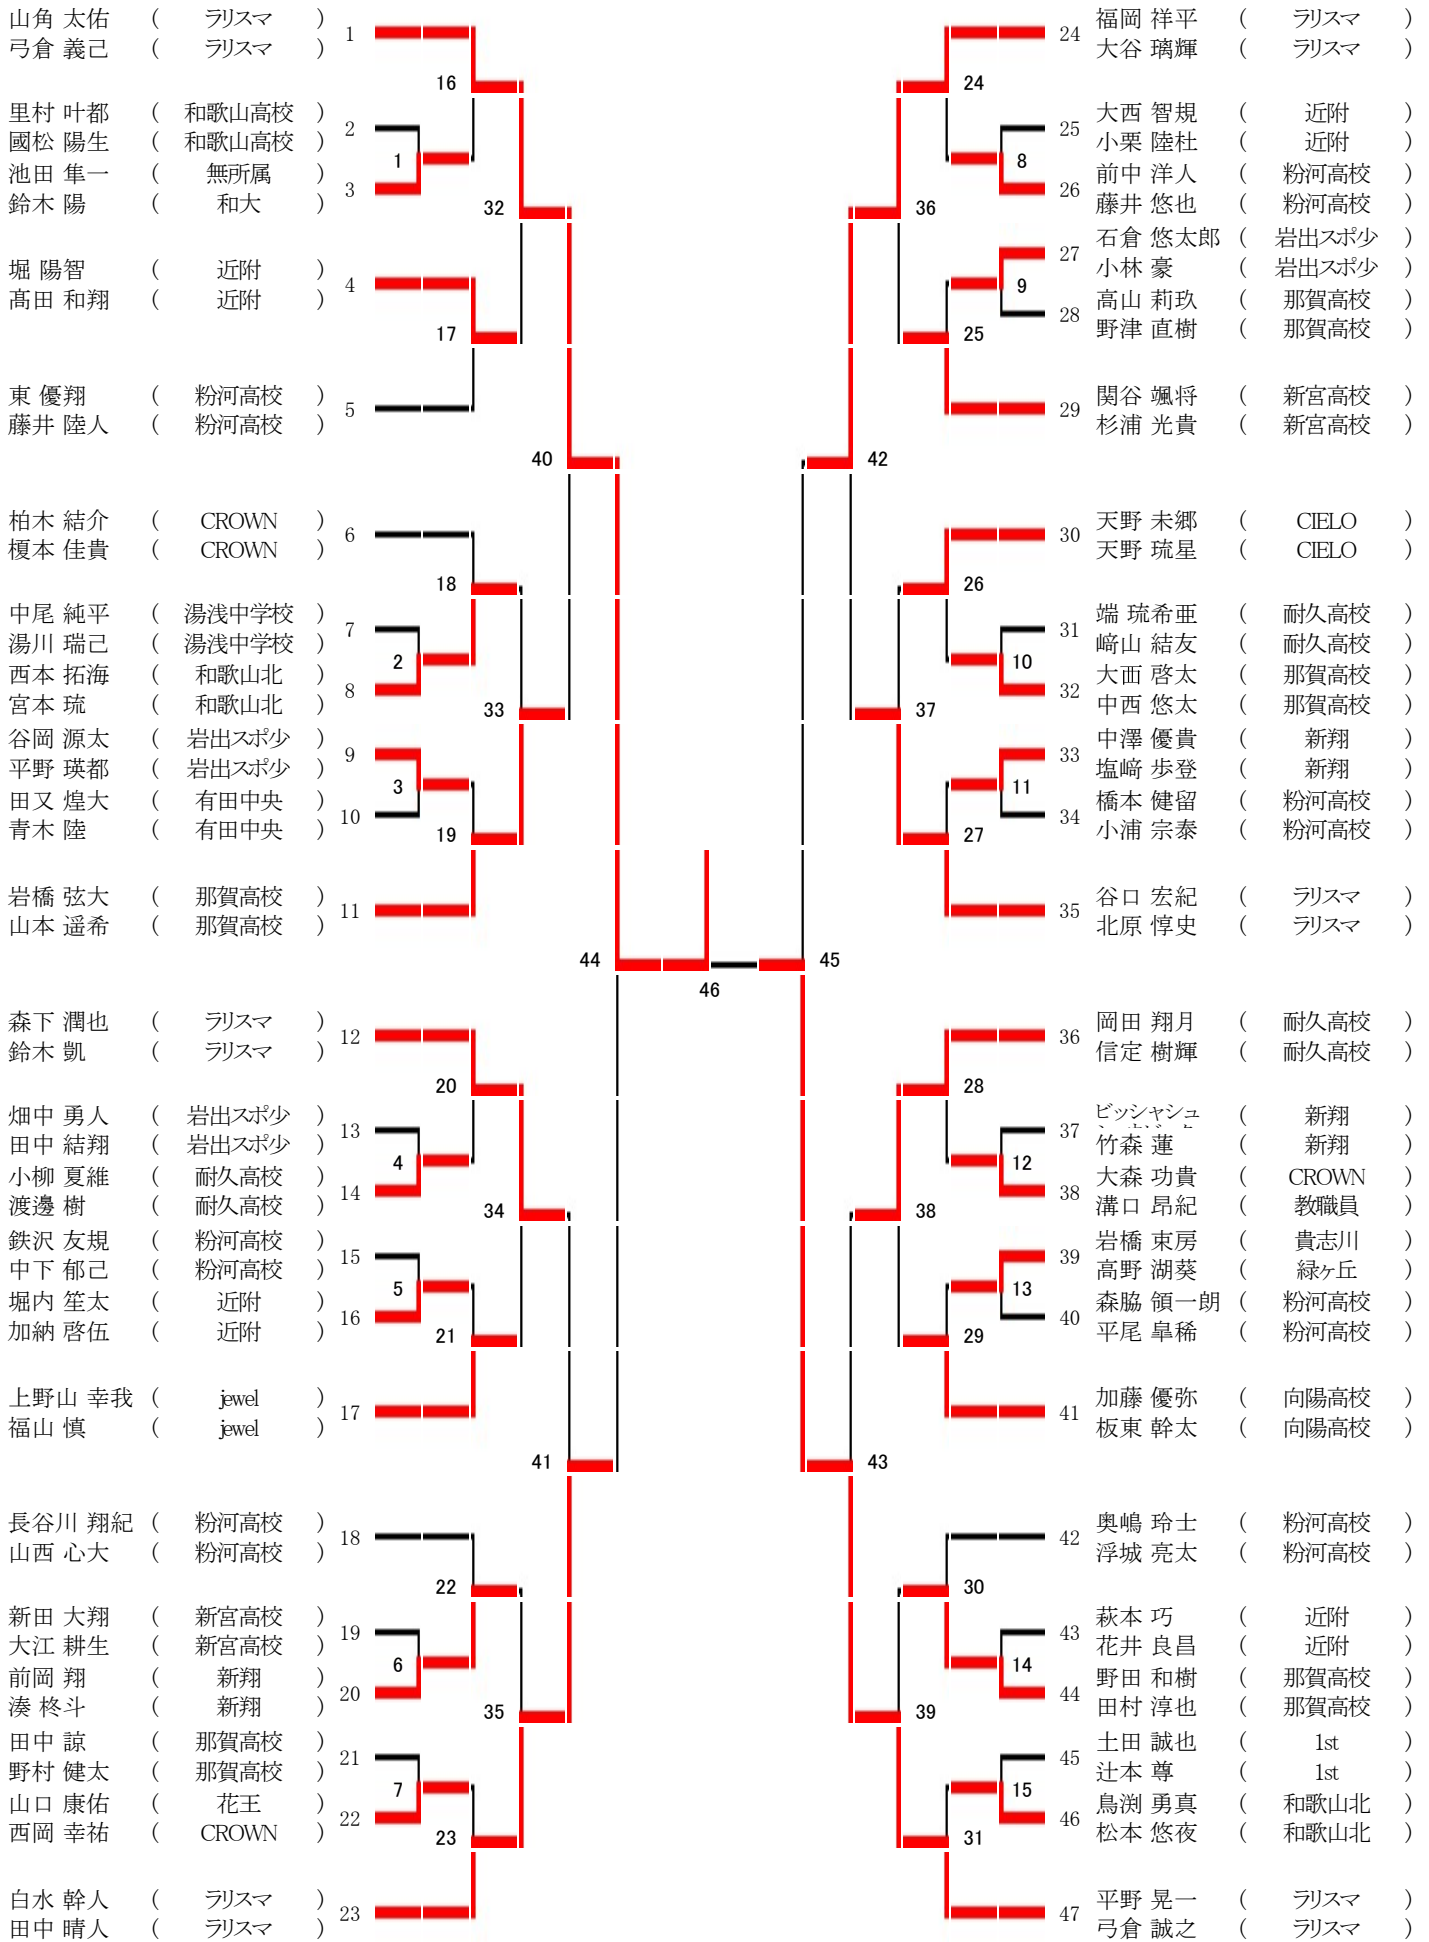 山角 太佑 ( ラリスマ ) 1
弓倉 義己 ( ラリスマ )
16
里村 叶都 ( 和歌山高校 ) 2
國松 陽生 ( 和歌山高校 )
1
池田 隼一 ( 無所属 ) 3
鈴木 陽 ( 和大 )
32
堀 陽智 ( 近附 ) 4
髙田 和翔 ( 近附 )
17
東 優翔 ( 粉河高校 ) 5
藤井 陸人 ( 粉河高校 )
40
柏木 結介 ( CROWN ) 6
榎本 佳貴 ( CROWN )
18
中尾 純平 ( 湯浅中学校 ) 7
湯川 瑞己 ( 湯浅中学校 )
2
西本 拓海 ( 和歌山北 ) 8
宮本 琉 ( 和歌山北 )
33
谷岡 源太 ( 岩出スポ少 ) 9
平野 瑛都 ( 岩出スポ少 )
3
田又 煌大 ( 有田中央 ) 10
青木 陸 ( 有田中央 )
19
岩橋 弦大 ( 那賀高校 ) 11
山本 遥希 ( 那賀高校 )
44
46
森下 潤也 ( ラリスマ ) 12
鈴木 凱 ( ラリスマ )
20
畑中 勇人 ( 岩出スポ少 ) 13
田中 結翔 ( 岩出スポ少 )
4
小柳 夏維 ( 耐久高校 ) 14
渡邊 樹 ( 耐久高校 )
34
鉄沢 友規 ( 粉河高校 ) 15
中下 郁己 ( 粉河高校 )
5
堀内 笙太 ( 近附 ) 16
加納 啓伍 ( 近附 )
21
上野山 幸我 ( jewel ) 17
福山 慎 ( jewel )
41
長谷川 翔紀 ( 粉河高校 ) 18
山西 心大 ( 粉河高校 )
22
新田 大翔 ( 新宮高校 ) 19
大江 耕生 ( 新宮高校 )
6
前岡 翔 ( 新翔 ) 20
湊 柊斗 ( 新翔 )
35
田中 諒 ( 那賀高校 ) 21
野村 健太 ( 那賀高校 )
7
山口 康佑 ( 花王 ) 22
西岡 幸祐 ( CROWN )
23
白水 幹人 ( ラリスマ ) 23
田中 晴人 ( ラリスマ )
24 福岡 祥平 ( ラリスマ )
大谷 璃輝 ( ラリスマ )
24
25 大西 智規 ( 近附 )
小栗 陸杜 ( 近附 )
8
26 前中 洋人 ( 粉河高校 )
藤井 悠也 ( 粉河高校 )
36
27 石倉 悠太郎 ( 岩出スポ少 )
小林 豪 ( 岩出スポ少 )
9
28 高山 莉玖 ( 那賀高校 )
野津 直樹 ( 那賀高校 )
25
29 関谷 颯将 ( 新宮高校 )
杉浦 光貴 ( 新宮高校 )
42
30 天野 未郷 ( CIELO )
天野 琉星 ( CIELO )
26
31 端 琉希亜 ( 耐久高校 )
﨑山 結友 ( 耐久高校 )
10
32 大畑 啓太 ( 那賀高校 )
中西 悠太 ( 那賀高校 )
37
33 中澤 優貴 ( 新翔 )
塩﨑 歩登 ( 新翔 )
11
34 橋本 健留 ( 粉河高校 )
小浦 宗泰 ( 粉河高校 )
27
35 谷口 宏紀 ( ラリスマ )
北原 惇史 ( ラリスマ )
45
36 岡田 翔月 ( 耐久高校 )
信定 樹輝 ( 耐久高校 )
28
37 ビッシャシュ ( 新翔 )
竹森 蓮 ( 新翔 )
12
38 大森 功貴 ( CROWN )
溝口 昂紀 ( 教職員 )
38
39 岩橋 束房 ( 貴志川 )
高野 湖葵 ( 緑ヶ丘 )
13
40 森脇 領一朗 ( 粉河高校 )
平尾 皐稀 ( 粉河高校 )
29
41 加藤 優弥 ( 向陽高校 )
板東 幹太 ( 向陽高校 )
43
42 奥嶋 玲士 ( 粉河高校 )
浮城 亮太 ( 粉河高校 )
30
43 萩本 巧 ( 近附 )
花井 良昌 ( 近附 )
14
44 野田 和樹 ( 那賀高校 )
田村 淳也 ( 那賀高校 )
39
45 土田 誠也 ( 1st )
辻本 尊 ( 1st )
15
46 鳥渕 勇真 ( 和歌山北 )
松本 悠夜 ( 和歌山北 )
31
47 平野 晃一 ( ラリスマ )
弓倉 誠之 ( ラリスマ )